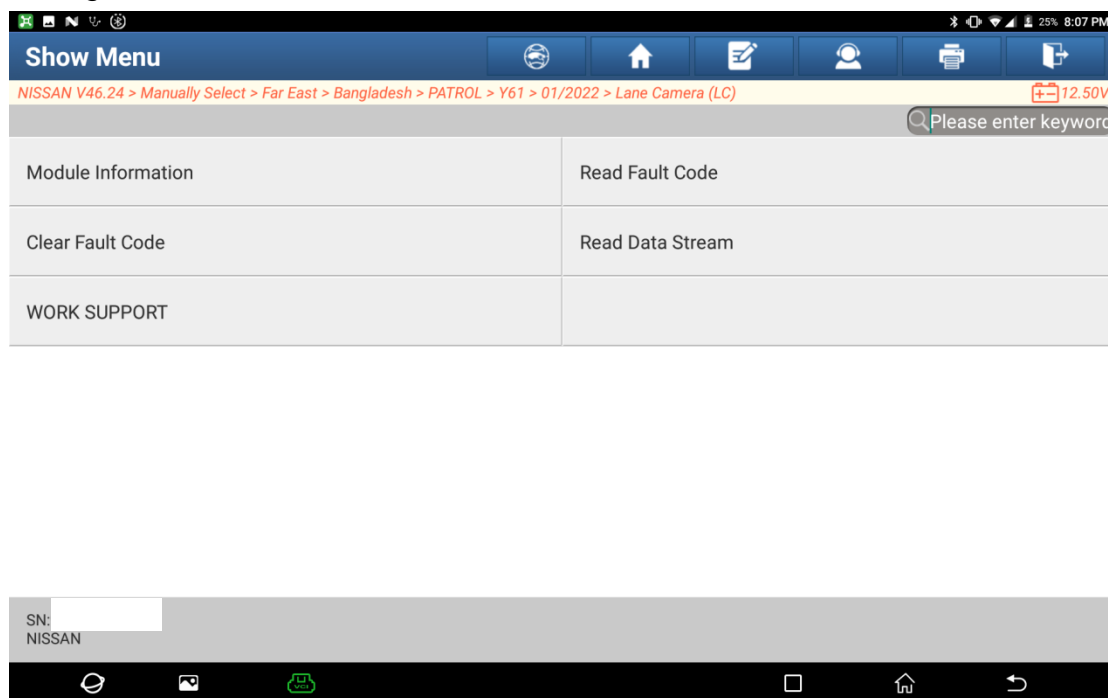 25% 8:07 PM
Show Menu
NISSAN V46.24 > Manually Select > Far East > Bangladesh > PATROL > Y61 > 01/2022 > Lane Camera (LC)
12.50V
Please enter keyword
Module Information
Read Fault Code
Clear Fault Code
Read Data Stream
WORK SUPPORT
SN:
NISSAN
VCI